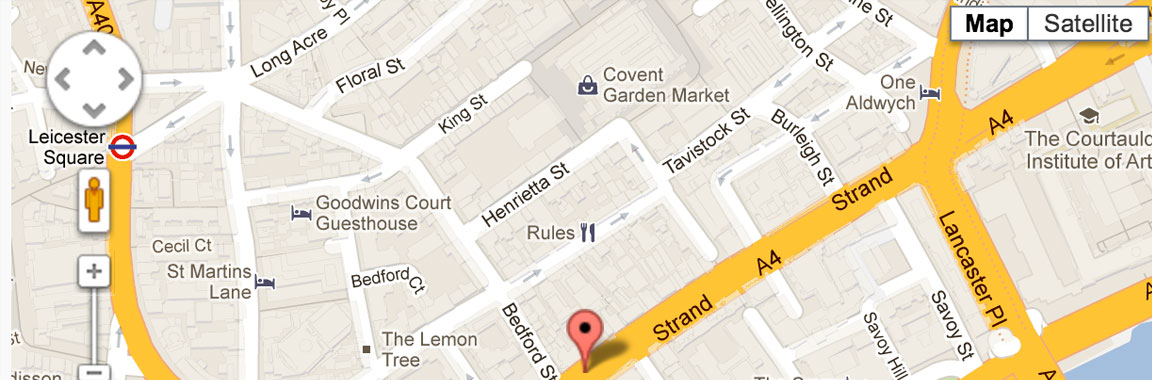 A40
Long Acre
Floral St
King St
Covent
Garden Market
Wellington St
Map
Satellite
One
Aldwych
A4
The Courtauld
Institute of Art
Leicester
Square
Tavistock St
Burleigh St
Henrietta St
Strand
Goodwins Court
Guesthouse
Rules
Cecil Ct
St Martins
Lane
Bedford Ct
A4
Lancaster Pl
Strand
Bedford St
Savoy St
Savoy Hill
The Lemon
Tree